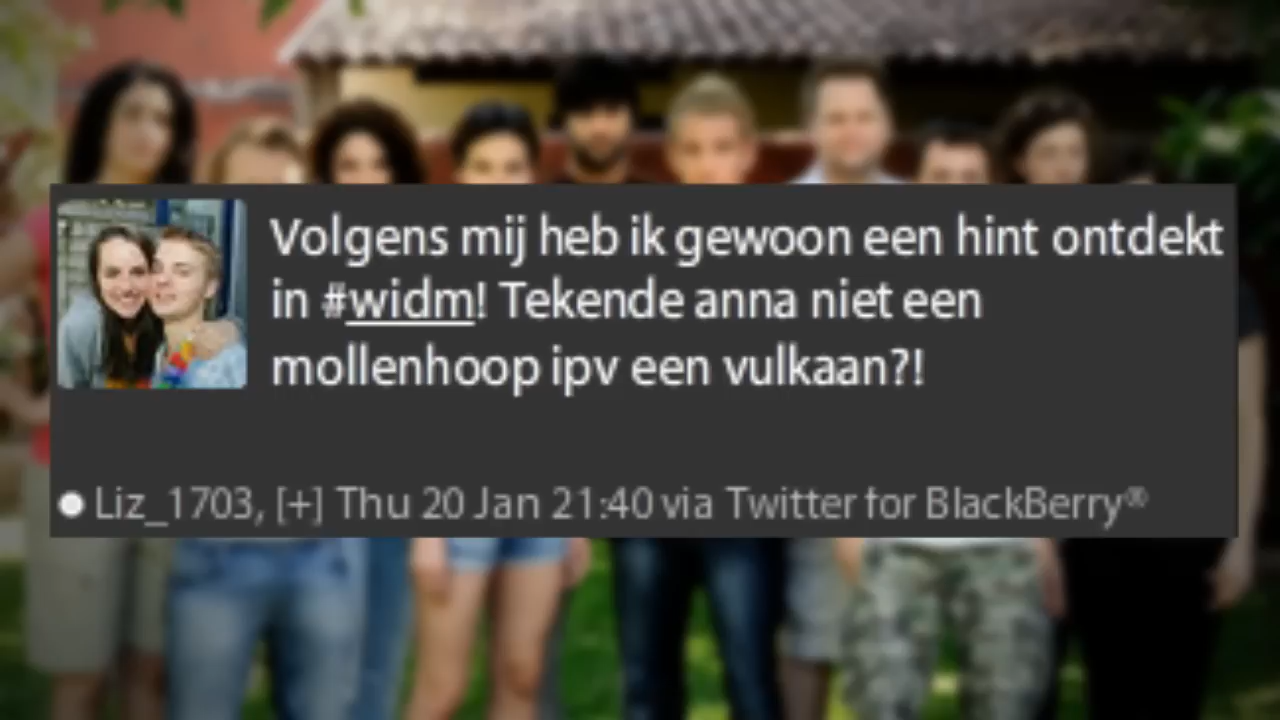 Volgens mij heb ik gewoon een hint ontdekt
in #widm! Tekende anna niet een
mollenhoop ipv een vulkaan?!
Liz_1703, [+] Thu 20 Jan 21:40 via Twitter for BlackBerry®